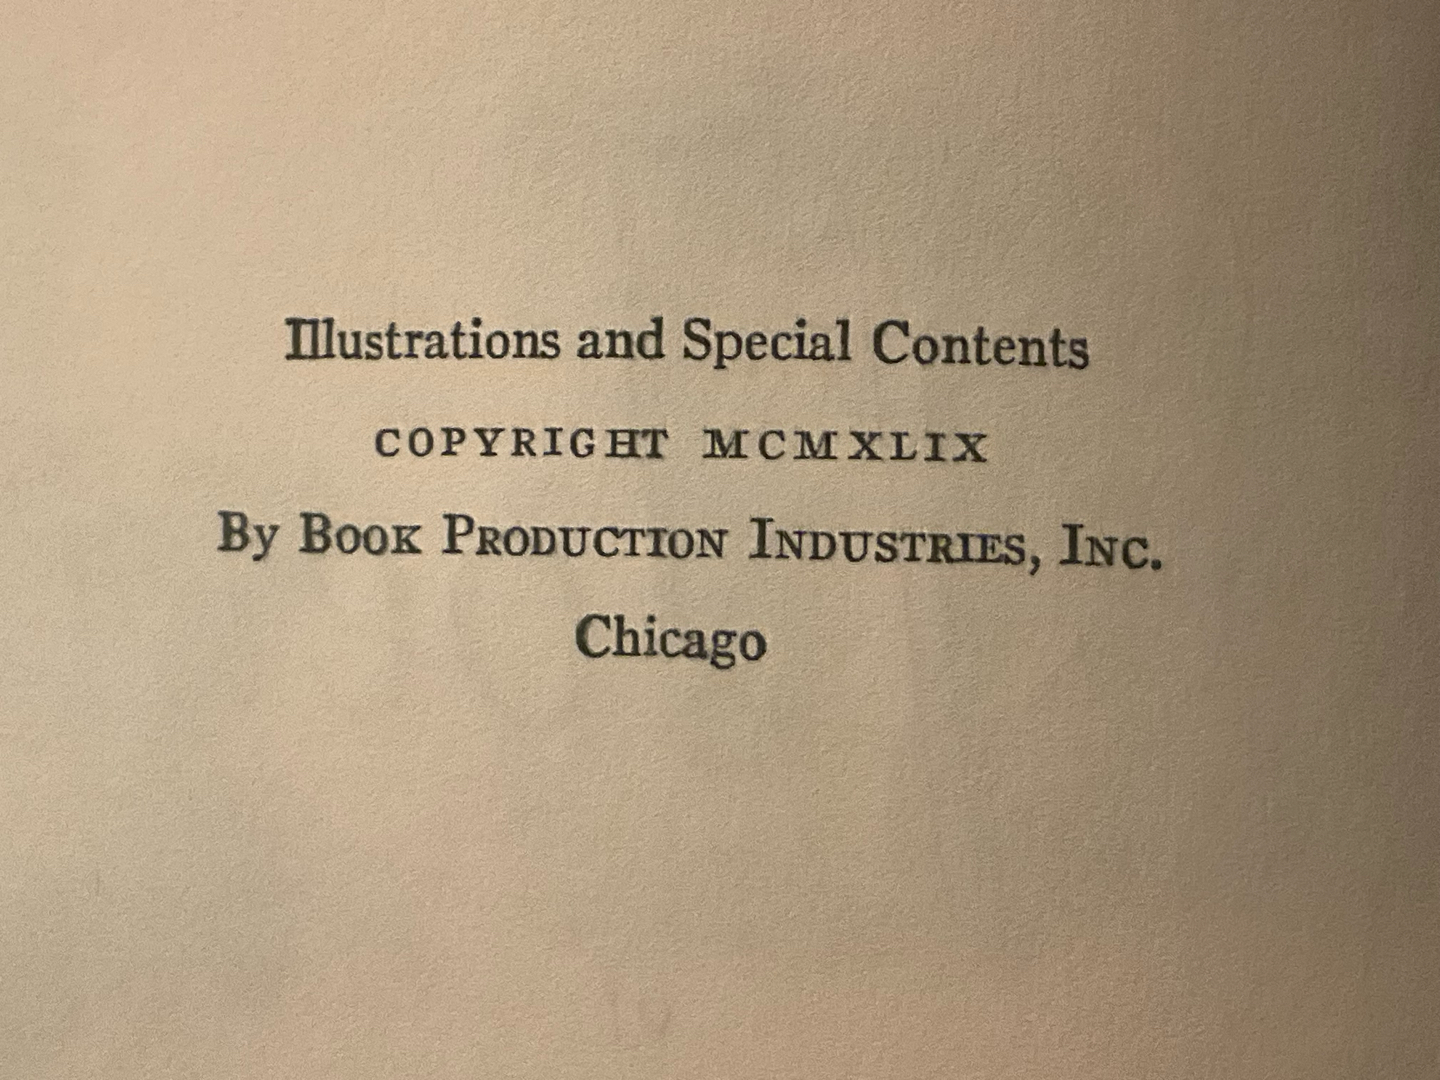 Illustrations and Special Contents
COPYRIGHT MCMXLIX
By Book Production Industries, Inc.
Chicago